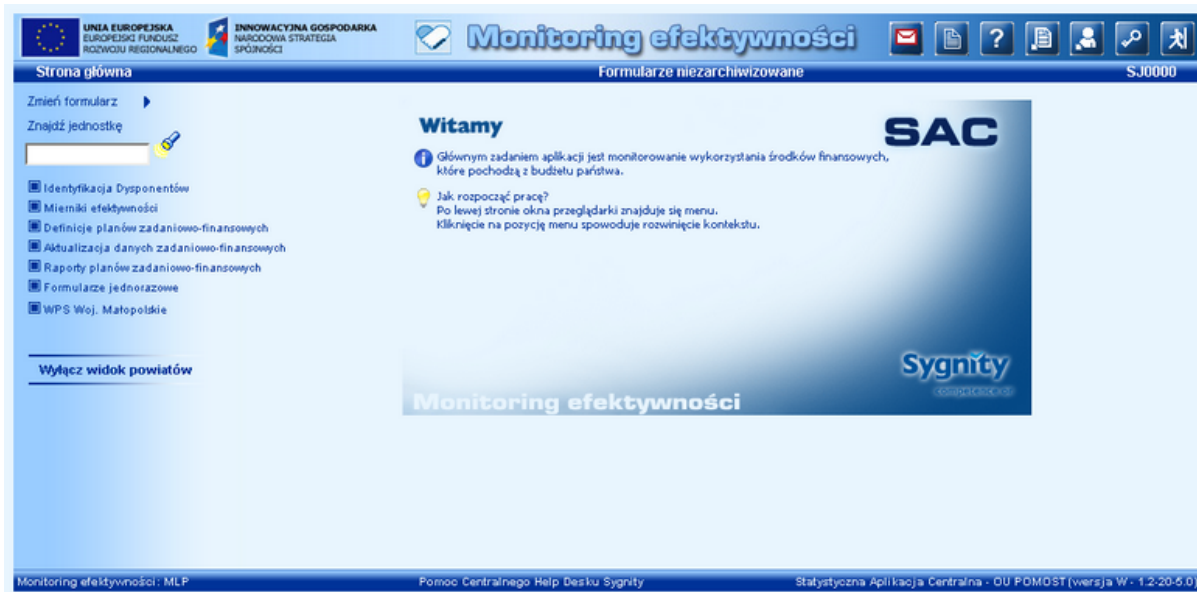 UNIA EUROPEJSKA
EUROPEJSKI FUNDUSZ
ROZWOJU REGIONALNEGO
INNOWACYJNA GOSPODARKA
NARODOWA STRATEGIA
SPÓJNOŚCI
Monitoring efektywności
Strona główna
Formularze niezarchiwizowane
SJ0000
Zmień formularz
Znajdź jednostkę
Identyfikacja Dysponentów
Mierniki efektywności
Definicje planów zadaniowo-finansowych
Aktualizacja danych zadaniowo-finansowych
Raporty planów zadaniowo-finansowych
Formularze jednorazowe
WPS Woj. Małopolskie
Wyłącz widok powiatów
Witamy
SAC
Głównym zadaniem aplikacji jest monitorowanie wykorzystania środków finansowych,
które pochodzą z budżetu państwa.
Jak rozpocząć pracę?
Po lewej stronie okna przeglądarki znajduje się menu.
Kliknięcie na pozycję menu spowoduje rozwinięcie kontekstu.
Sygnity
competence on
Monitoring efektywności
Monitoring efektywności: MLP
Pomoc Centralnego Help Desku Sygnity
Statystyczna Aplikacja Centralna - OU POMOST (wersja W - 1.2-20-5.0)